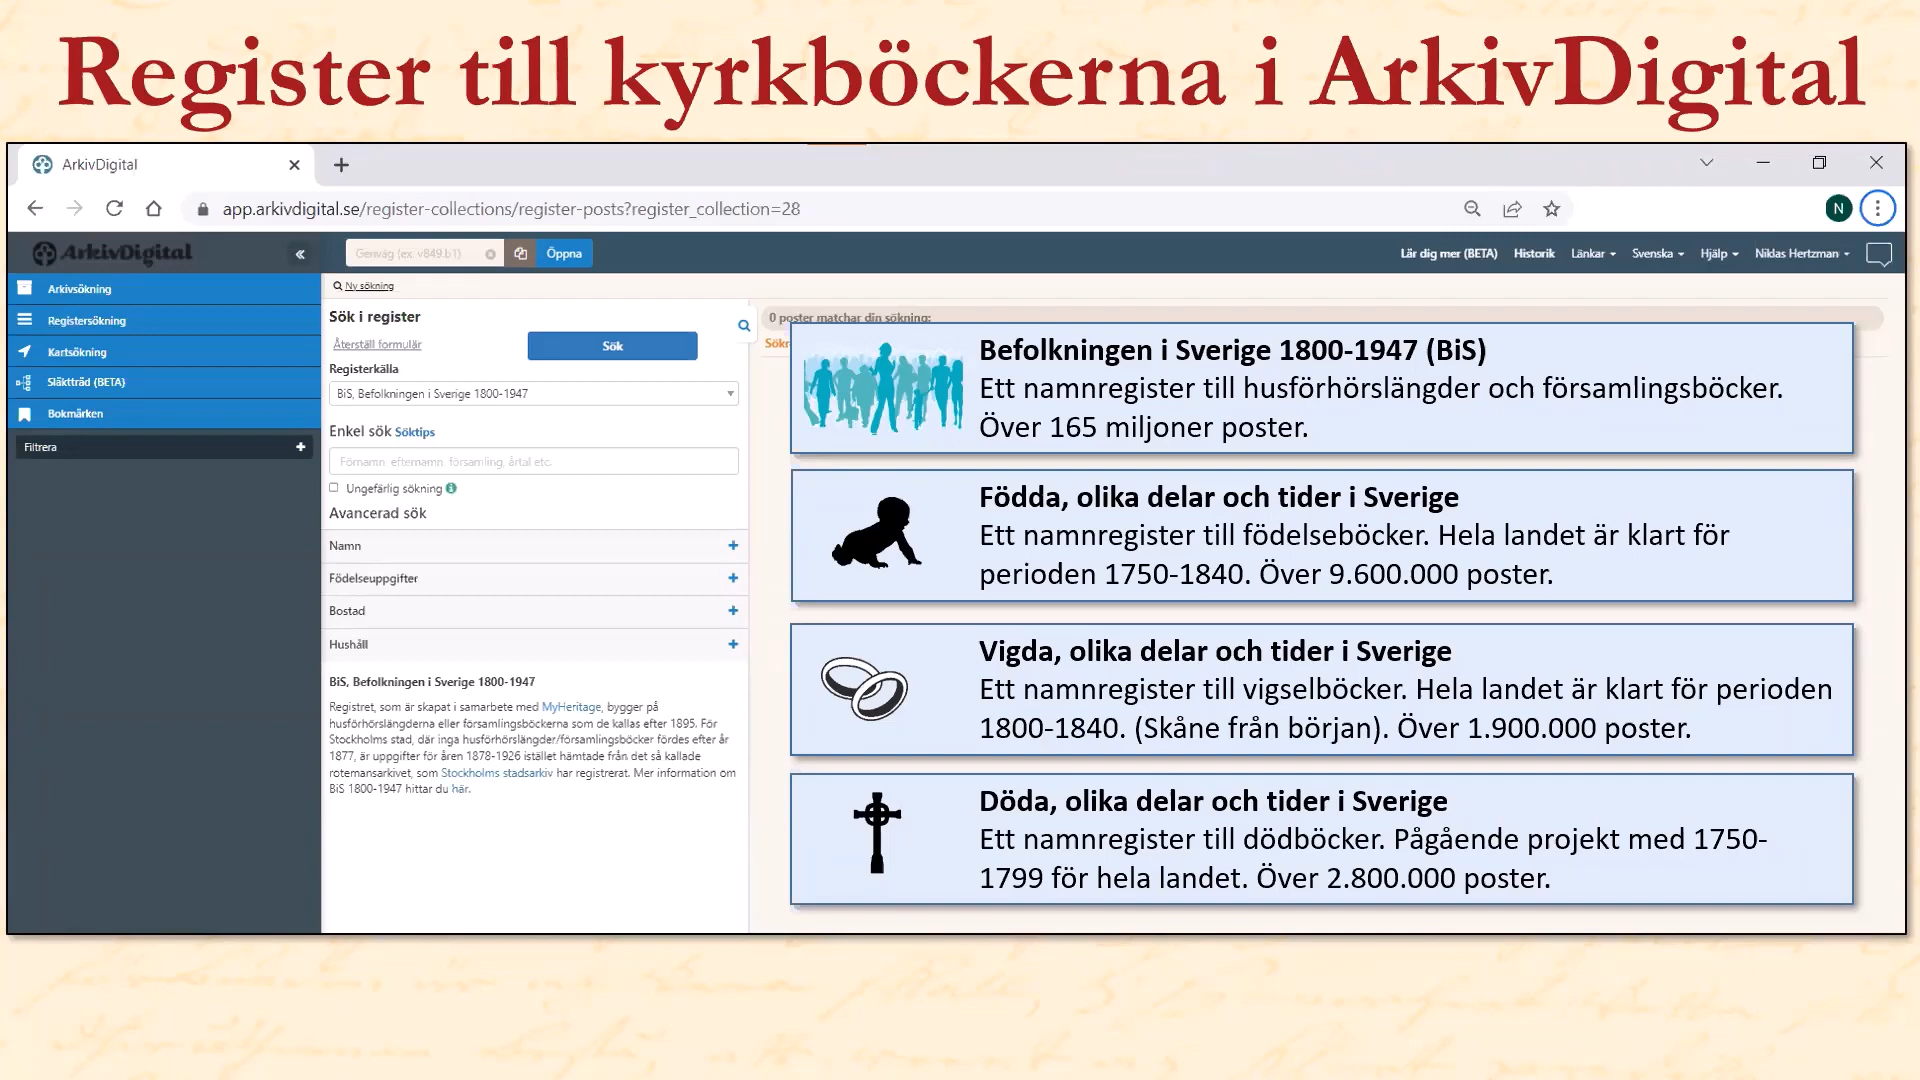 Register till kyrkböckerna i ArkivDigital
ArkivDigital
app.arkivdigital.se/register-collections/register-posts?register_collection=28
N
ArkivDigital
«
Genväg (ex. v849.b1)
Öppna
Lär dig mer (BETA)
Historik
Länkar
Svenska
Hjälp
Niklas Hertzman
Arkivsökning
Registersökning
Kartsökning
Släktträd (BETA)
Bokmärken
Filtrera
Ny sökning
Sök i register
Återställ formulär
Sök
Registerkälla
BiS, Befolkningen i Sverige 1800-1947
Enkel sök Söktips
Förnamn, efternamn, församling, årtal etc.
Ungefärlig sökning
Avancerad sök
Namn
Födelseuppgifter
Bostad
Hushåll
BiS, Befolkningen i Sverige 1800-1947
Registret, som är skapat i samarbete med MyHeritage, bygger på
husförhörslängderna eller församlingsböckerna som de kallas efter 1895. För
Stockholms stad, där inga husförhörslängder/församlingsböcker fördes efter år
1877, är uppgifter för åren 1878-1926 istället hämtade från det så kallade
rotemansarkivet, som Stockholms stadsarkiv har registrerat. Mer information om
BiS 1800-1947 hittar du här.
0 poster matchar din sökning:
Befolkningen i Sverige 1800-1947 (BiS)
Ett namnregister till husförhörslängder och församlingsböcker.
Över 165 miljoner poster.
Födda, olika delar och tider i Sverige
Ett namnregister till födelseböcker. Hela landet är klart för
perioden 1750-1840. Över 9.600.000 poster.
Vigda, olika delar och tider i Sverige
Ett namnregister till vigselböcker. Hela landet är klart för perioden
1800-1840. (Skåne från början). Över 1.900.000 poster.
Döda, olika delar och tider i Sverige
Ett namnregister till dödböcker. Pågående projekt med 1750-
1799 för hela landet. Över 2.800.000 poster.